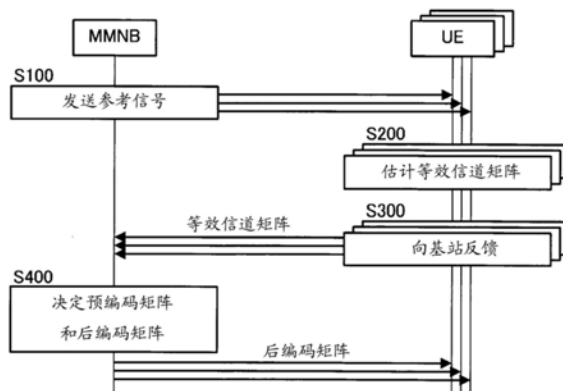 MMNB
UE
S100
发送参考信号
S200
估计等效信道矩阵
S300
等效信道矩阵
向基站反馈
S400
决定预编码矩阵
和后编码矩阵
后编码矩阵